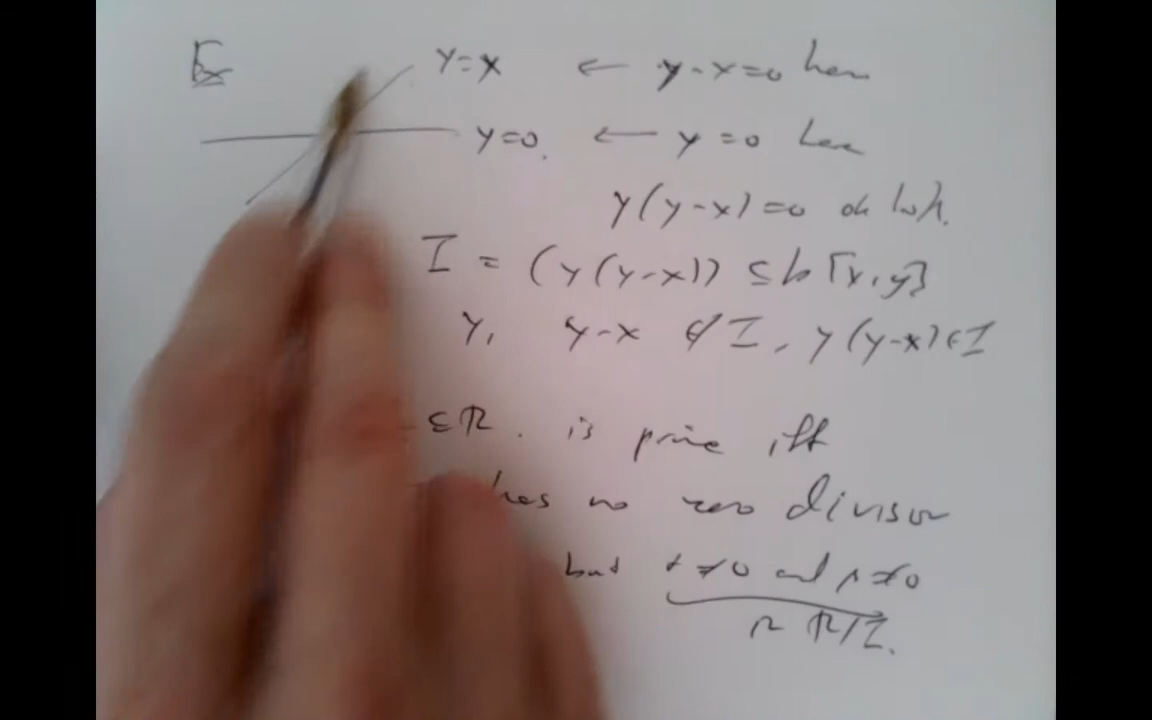 Ex y=x ← y-x=0 here
y=0. ← y=0 here
y(y-x)=0 on both.
I = (y(y-x)) ⊆ k[x,y]
y, y-x ∉ I, y(y-x) ∈ I
⊆ R. is prime iff
has no zero divisor
but ≠0 and ≠0
R/I.